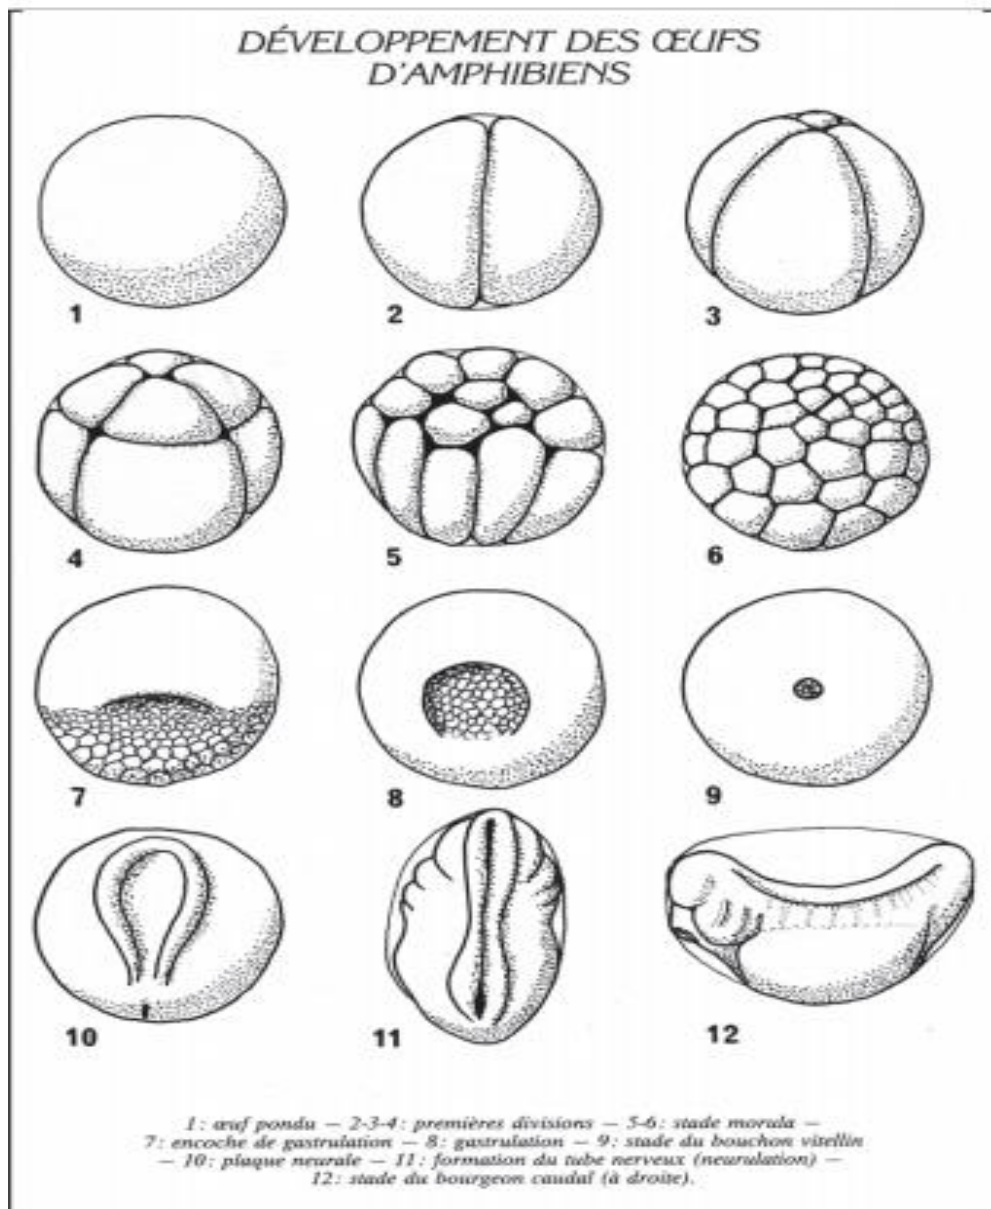 DÉVELOPPEMENT DES ŒUFS
D'AMPHIBIENS
1
2
3
4
5
6
7
8
9
10
11
12
1: œuf pondu — 2-3-4: premières divisions — 5-6: stade morula —
7: encoche de gastrulation — 8: gastrulation — 9: stade du bouchon vitellin
— 10: plaque neurale — 11: formation du tube nerveux (neurulation) —
12: stade du bourgeon caudal (à droite).